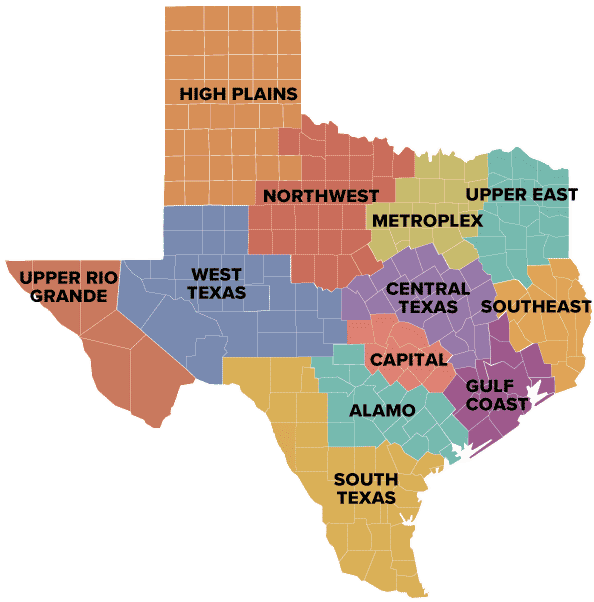 HIGH PLAINS
NORTHWEST
UPPER EAST
METROPLEX
UPPER RIO
GRANDE
WEST
TEXAS
CENTRAL
TEXAS
SOUTHEAST
CAPITAL
GULF
COAST
ALAMO
SOUTH
TEXAS